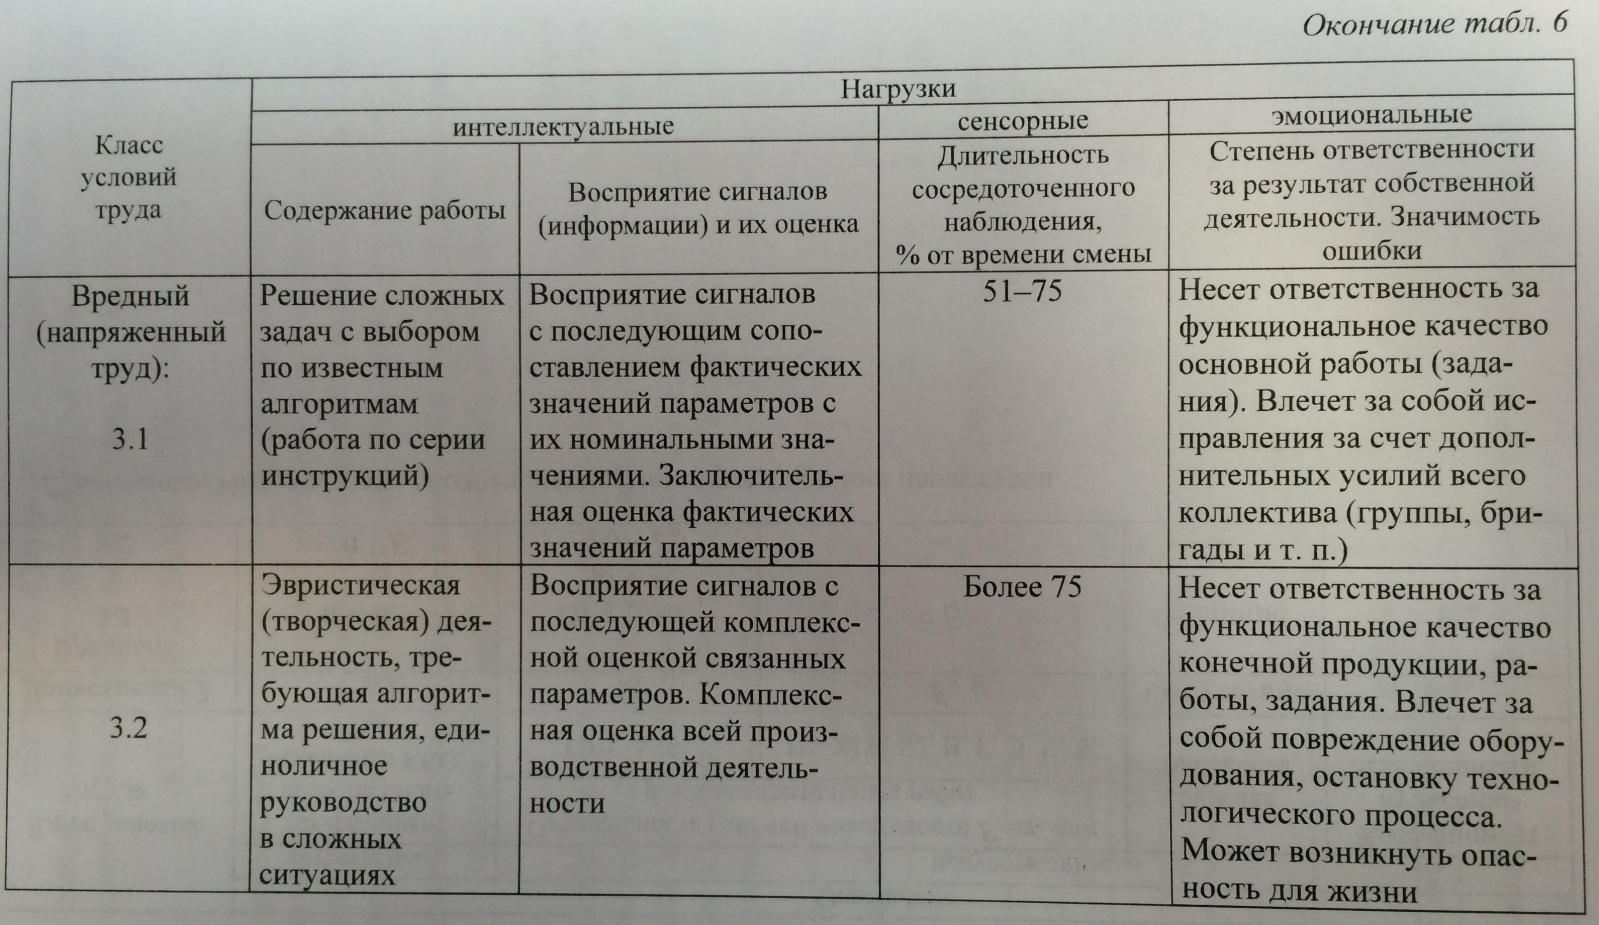 Окончание табл. 6
Класс
условий
труда
Нагрузки
интеллектуальные
сенсорные
эмоциональные
Содержание работы
Восприятие сигналов
(информации) и их оценка
Длительность
сосредоточенного
наблюдения,
% от времени смены
Степень ответственности
за результат собственной
деятельности. Значимость
ошибки
Вредный
(напряженный
труд):
3.1
Решение сложных
задач с выбором
по известным
алгоритмам
(работа по серии
инструкций)
Восприятие сигналов
с последующим сопо-
ставлением фактических
значений параметров с
их номинальными зна-
чениями. Заключитель-
ная оценка фактических
значений параметров
51–75
Несет ответственность за
функциональное качество
основной работы (зада-
ния). Влечет за собой ис-
правления за счет допол-
нительных усилий всего
коллектива (группы, бри-
гады и т. п.)
3.2
Эвристическая
(творческая) дея-
тельность, тре-
бующая алгорит-
ма решения, еди-
ноличное
руководство
в сложных
ситуациях
Восприятие сигналов с
последующей комплекс-
ной оценкой связанных
параметров. Комплекс-
ная оценка всей произ-
водственной деятель-
ности
Более 75
Несет ответственность за
функциональное качество
конечной продукции, ра-
боты, задания. Влечет за
собой повреждение обору-
дования, остановку техно-
логического процесса.
Может возникнуть опас-
ность для жизни